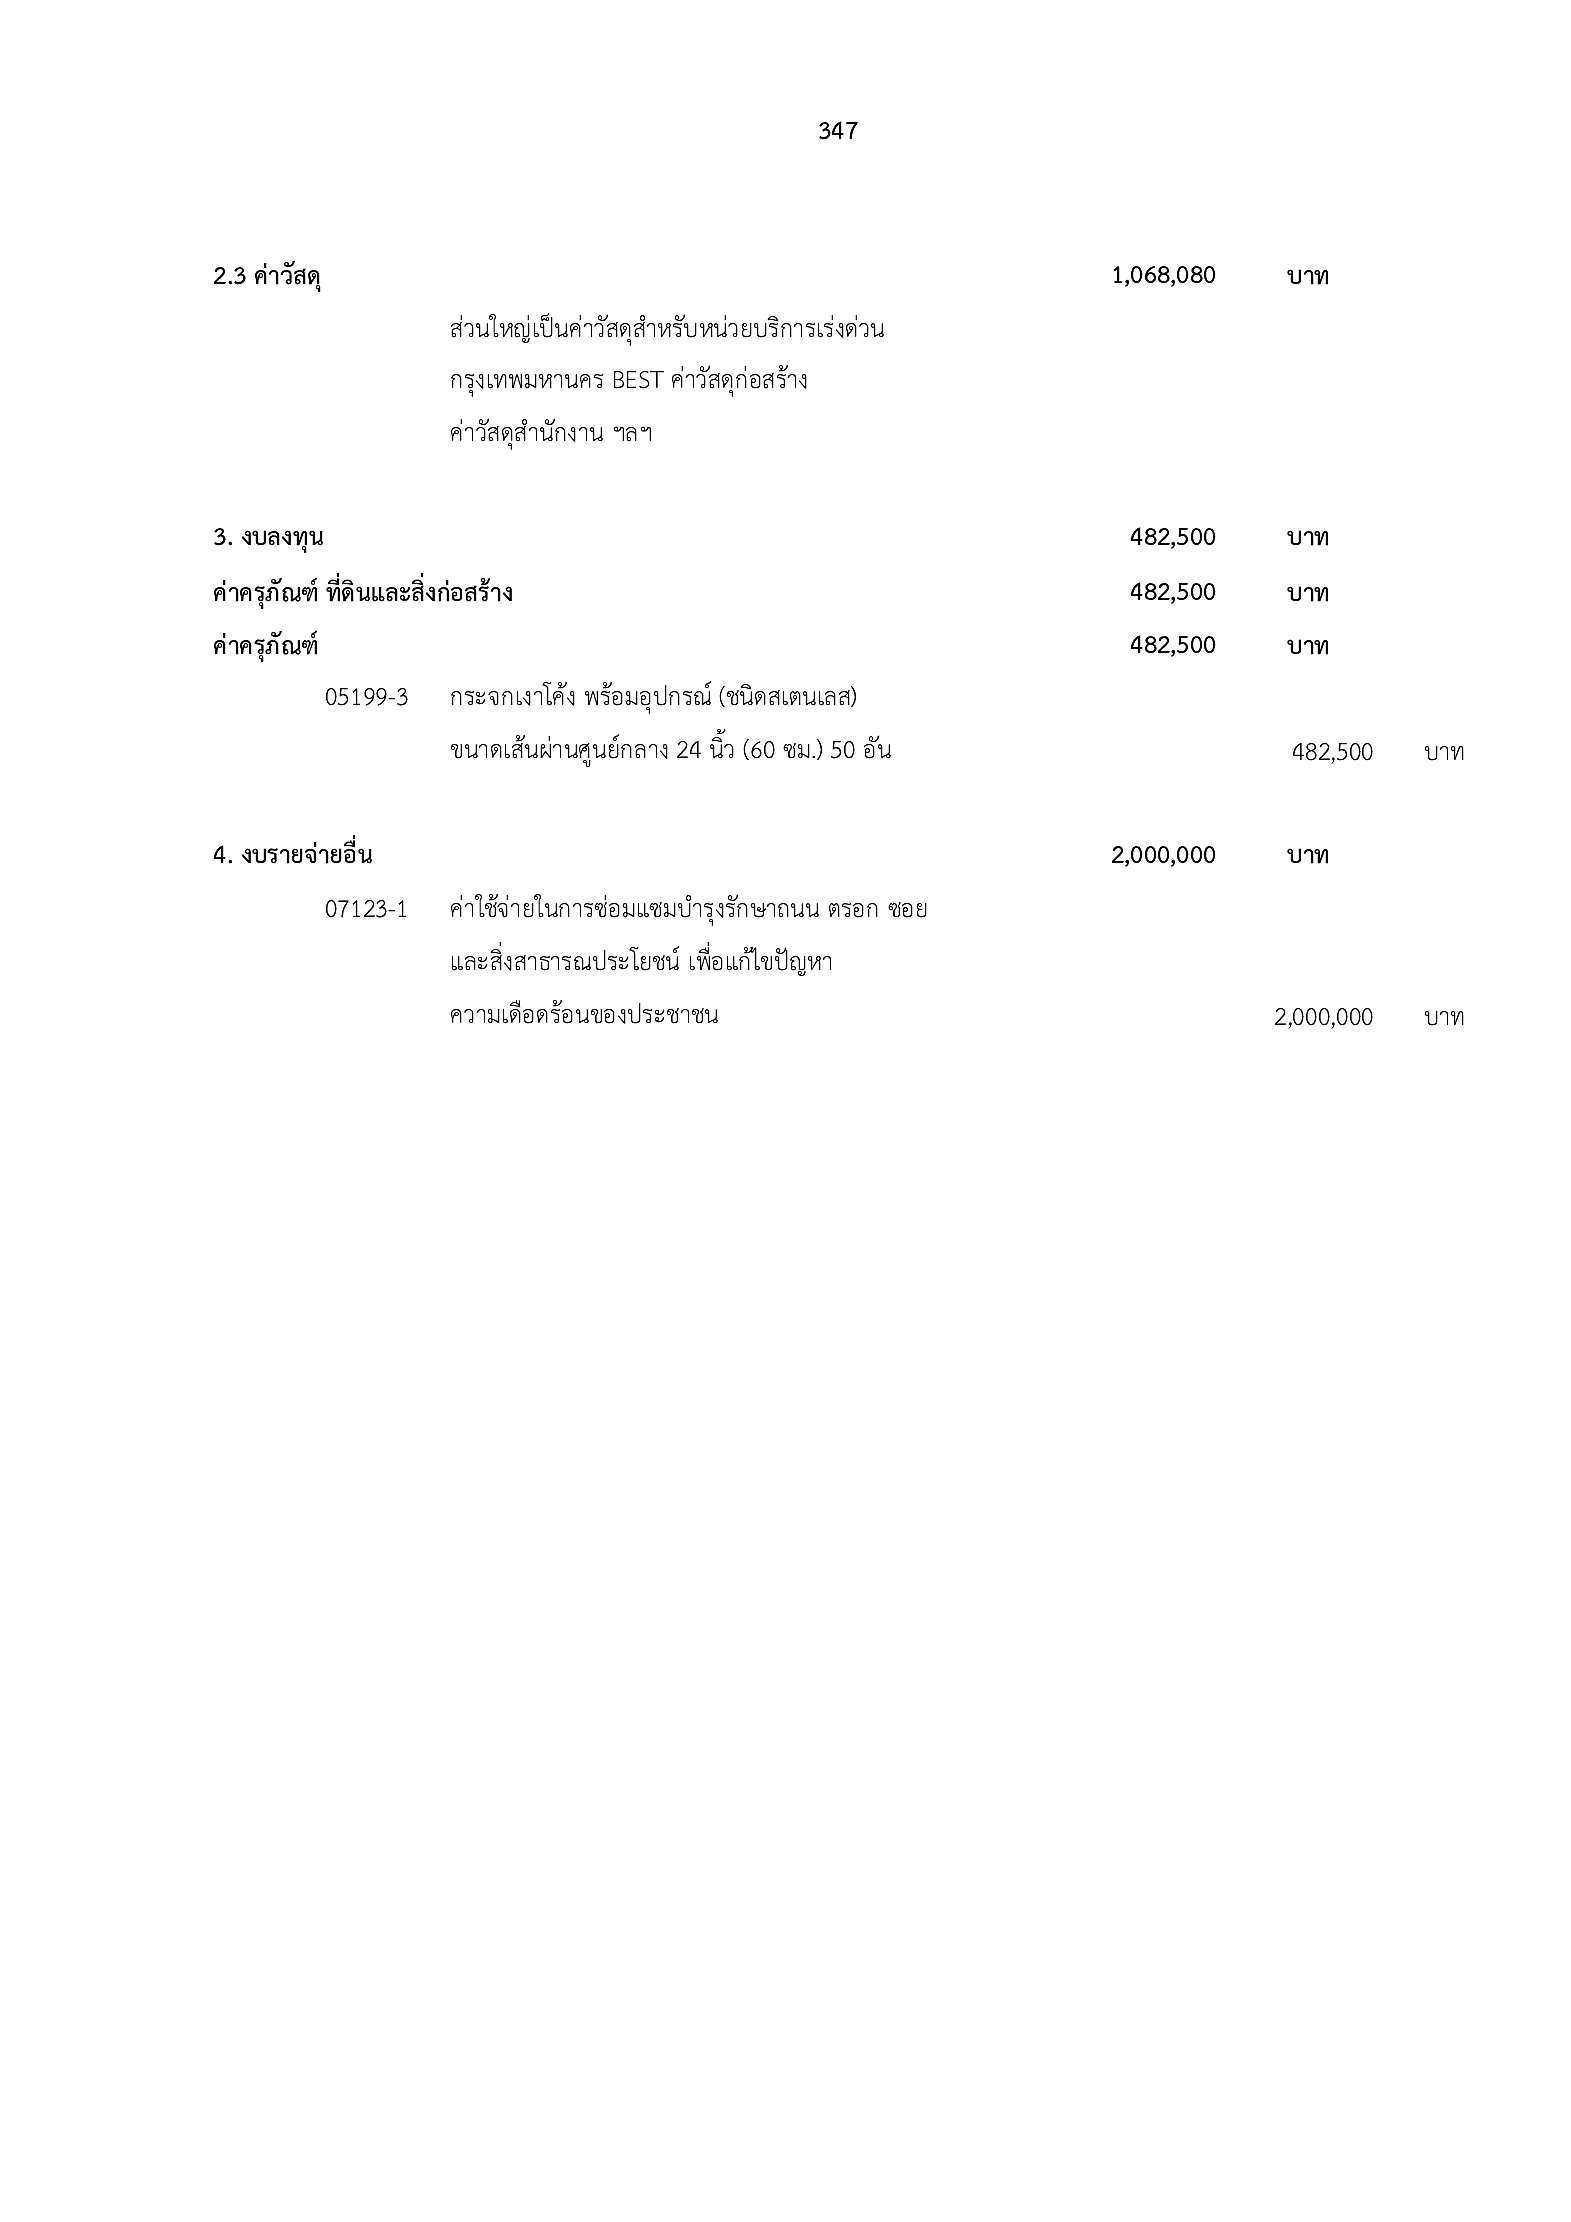 347
2.3 ค่าวัสดุ 1,068,080 บาท
ส่วนใหญ่เป็นค่าวัสดุสำหรับหน่วยบริการเร่งด่วน
กรุงเทพมหานคร BEST ค่าวัสดุก่อสร้าง
ค่าวัสดุสำนักงาน ฯลฯ
3. งบลงทุน 482,500 บาท
ค่าครุภัณฑ์ ที่ดินและสิ่งก่อสร้าง 482,500 บาท
ค่าครุภัณฑ์ 482,500 บาท
05199-3 กระจกเงาโค้ง พร้อมอุปกรณ์ (ชนิดสเตนเลส)
ขนาดเส้นผ่านศูนย์กลาง 24 นิ้ว (60 ซม.) 50 อัน 482,500 บาท
4. งบรายจ่ายอื่น 2,000,000 บาท
07123-1 ค่าใช้จ่ายในการซ่อมแซมบำรุงรักษาถนน ตรอก ซอย
และสิ่งสาธารณประโยชน์ เพื่อแก้ไขปัญหา
ความเดือดร้อนของประชาชน 2,000,000 บาท